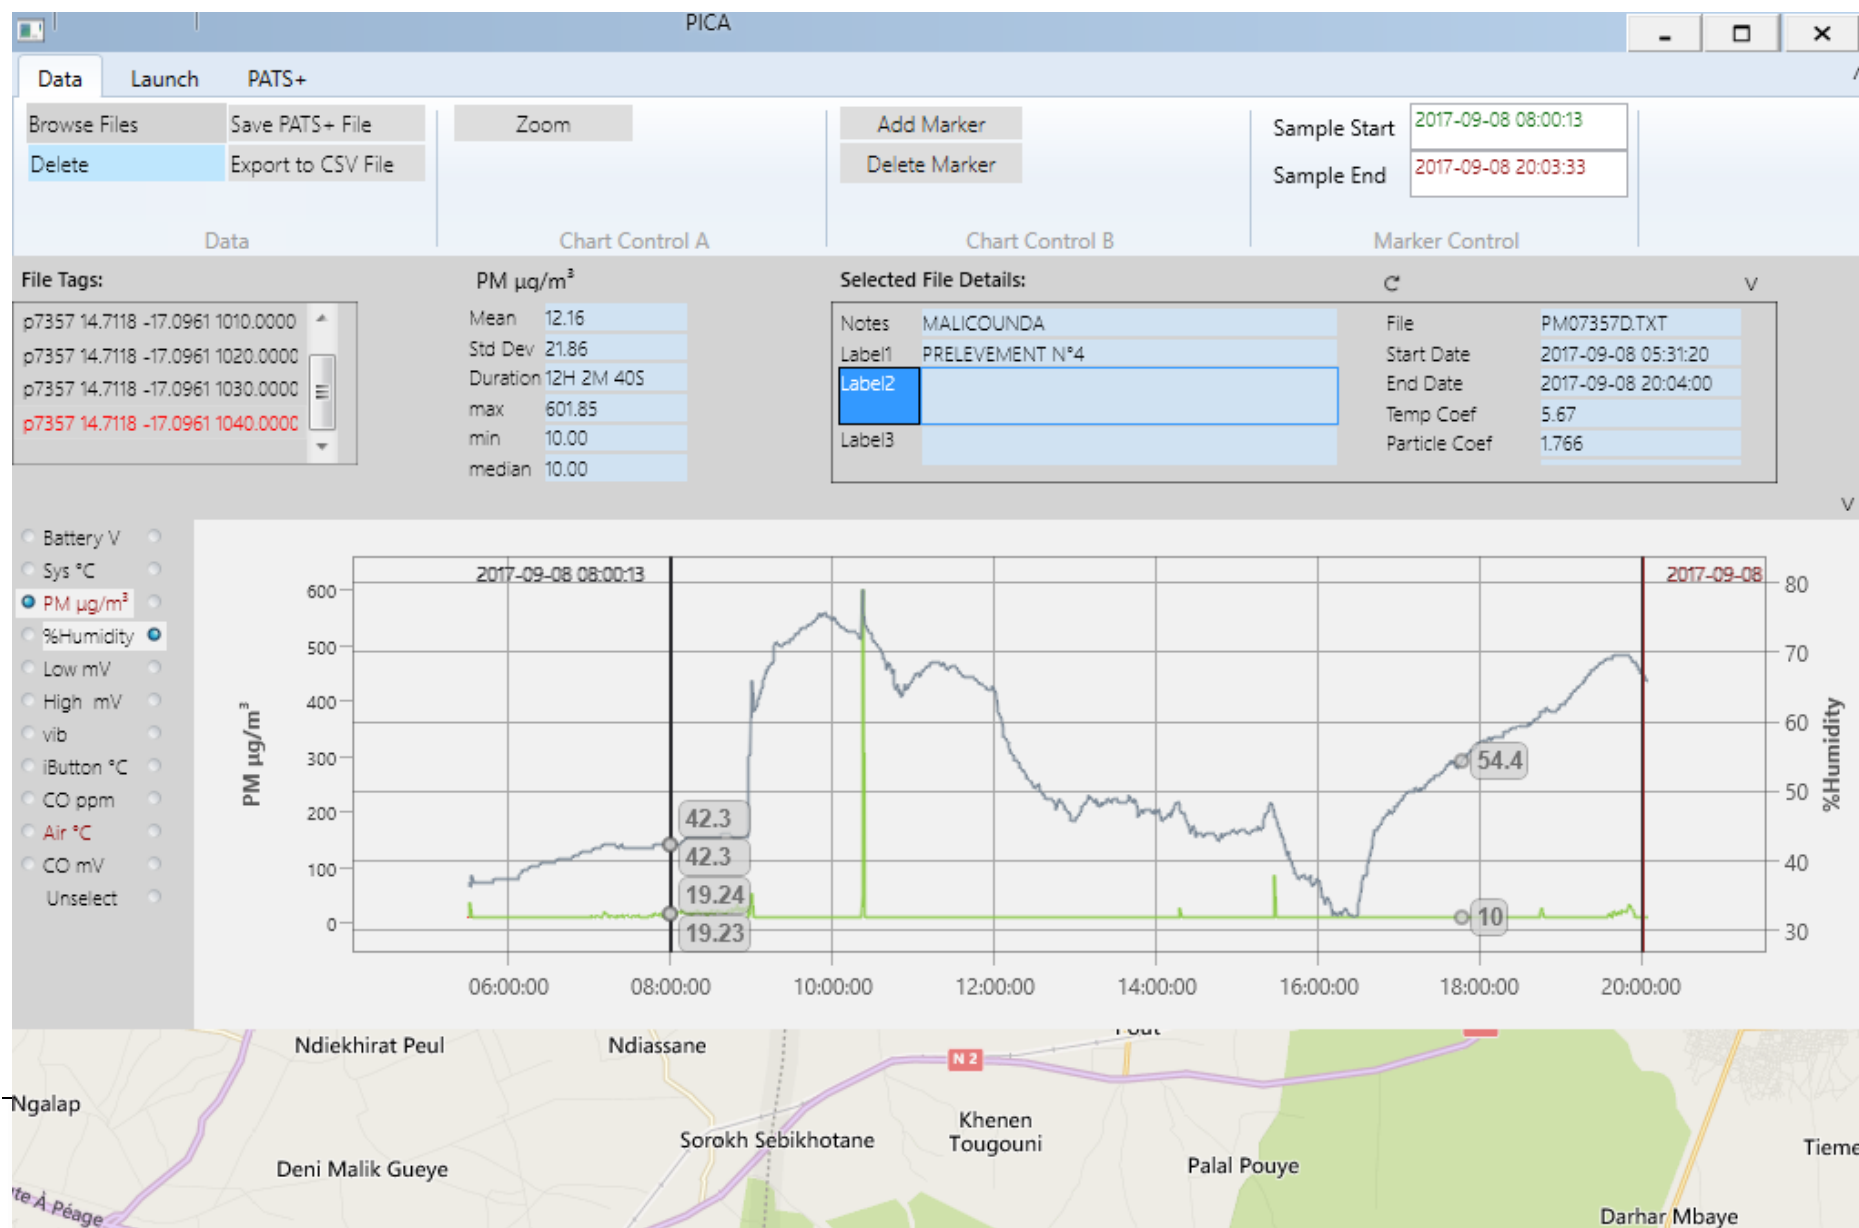 PICA
Data Launch PATS+
Browse Files Save PATS+ File Zoom Add Marker Sample Start 2017-09-08 08:00:13
Delete Export to CSV File Delete Marker Sample End 2017-09-08 20:03:33
Data Chart Control A Chart Control B Marker Control
File Tags: PM µg/m³ Selected File Details:
p7357 14.7118 -17.0961 1010.0000
p7357 14.7118 -17.0961 1020.0000
p7357 14.7118 -17.0961 1030.0000
p7357 14.7118 -17.0961 1040.0000
Mean 12.16
Std Dev 21.86
Duration 12H 2M 40S
max 601.85
min 10.00
median 10.00
Notes MALICOUNDA
Label1 PRELEVEMENT N°4
Label2
Label3
File PM07357D.TXT
Start Date 2017-09-08 05:31:20
End Date 2017-09-08 20:04:00
Temp Coef 5.67
Particle Coef 1.766
Battery V
Sys °C
PM µg/m³
%Humidity
Low mV
High mV
vib
iButton °C
CO ppm
Air °C
CO mV
Unselect
PM µg/m³
600
500
400
300
200
100
0
2017-09-08 08:00:13
2017-09-08
42.3
42.3
19.24
19.23
54.4
10
80
70
60
50
40
30
%Humidity
06:00:00 08:00:00 10:00:00 12:00:00 14:00:00 16:00:00 18:00:00 20:00:00
Ndiekhirat Peul
Ndiassane
N 2
Ngalap
Khenen
Tougouni
Sorokh Sebikhotane
Deni Malik Gueye
Palal Pouye
Tieme
te À Péage
Darhar Mbaye